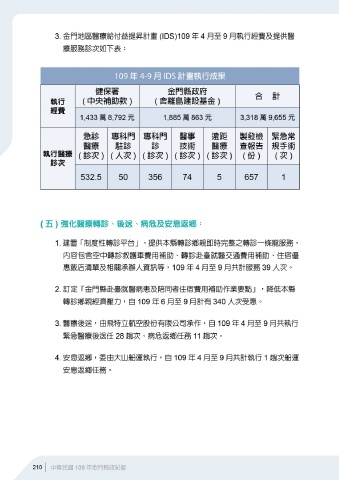 3. 金門地區醫療給付效益提昇計畫 (IDS)109 年 4 月至 9 月執行經費及提供醫
療服務診次如下表：
109 年 4-9 月 IDS 計畫執行成果
執行
經費
健保署
（中央補助款）
金門縣政府
（含離島建設基金）
合　計
1,433 萬 8,792 元
1,885 萬 863 元
3,318 萬 9,655 元
執行醫療
診次
急診
醫療
（診次）
專科門
駐診
（人次）
專科門
診
（診次）
醫事
技術
（診次）
遠距
醫療
（診次）
製發檢
查報告
（份）
緊急常
規手術
（次）
532.5
50
356
74
5
657
1
( 五 ) 強化醫療轉診、後送、病危及安息返鄉：
1. 建置「制度性轉診平台」，提供本縣轉診鄉親即時完整之轉診一條龍服務，
內容包含空中轉診救護車費用補助、轉診赴臺就醫交通費用補助、住宿優
惠飯店清單及相關承辦人資訊等，109 年 4 月至 9 月共計服務 39 人次。
2. 訂定「金門縣赴臺就醫病患及陪同者住宿費用補助作業要點」，降低本縣
轉診鄉親經濟壓力，自 109 年 6 月至 9 月計有 340 人次受惠。
3. 醫療後送，由飛特立航空股份有限公司承作，自 109 年 4 月至 9 月共執行
緊急醫療後送任 28 趟次、病危返鄉任務 11 趟次。
4. 安息返鄉，委由大山船運執行，自 109 年 4 月至 9 月共計執行 1 趟次船運
安息返鄉任務。
210
中華民國 109 年金門縣政紀要